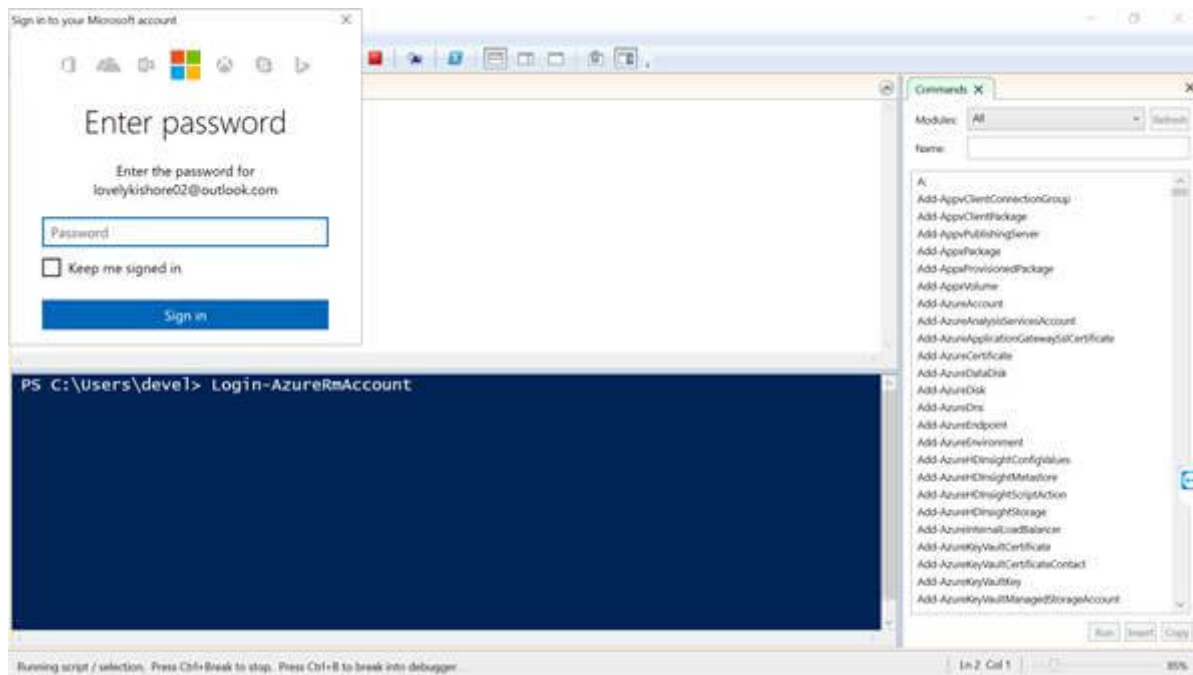 Sign in to your Microsoft account
Enter password
Enter the password for
lovelykishore02@outlook.com
Password
Keep me signed in
Sign in
PS C:\Users\devel> Login-AzureRmAccount
Commands X
Modules: All
Refresh
Name:
A:
Add-AppvClientConnectionGroup
Add-AppvClientPackage
Add-AppvPublishingServer
Add-AppxPackage
Add-AppxProvisionedPackage
Add-AppxVolume
Add-AzureAccount
Add-AzureAnalysisServicesAccount
Add-AzureApplicationGatewaySslCertificate
Add-AzureCertificate
Add-AzureDataDisk
Add-AzureDisk
Add-AzureDns
Add-AzureEndpoint
Add-AzureEnvironment
Add-AzureHDInsightConfigValues
Add-AzureHDInsightMetastore
Add-AzureHDInsightScriptAction
Add-AzureHDInsightStorage
Add-AzureInternalLoadBalancer
Add-AzureKeyVaultCertificate
Add-AzureKeyVaultCertificateContact
Add-AzureKeyVaultKey
Add-AzureKeyVaultManagedStorageAccount
Run Insert Copy
Running script / selection. Press Ctrl+Break to stop. Press Ctrl+B to break into debugger.
Ln 2 Col 1
85%